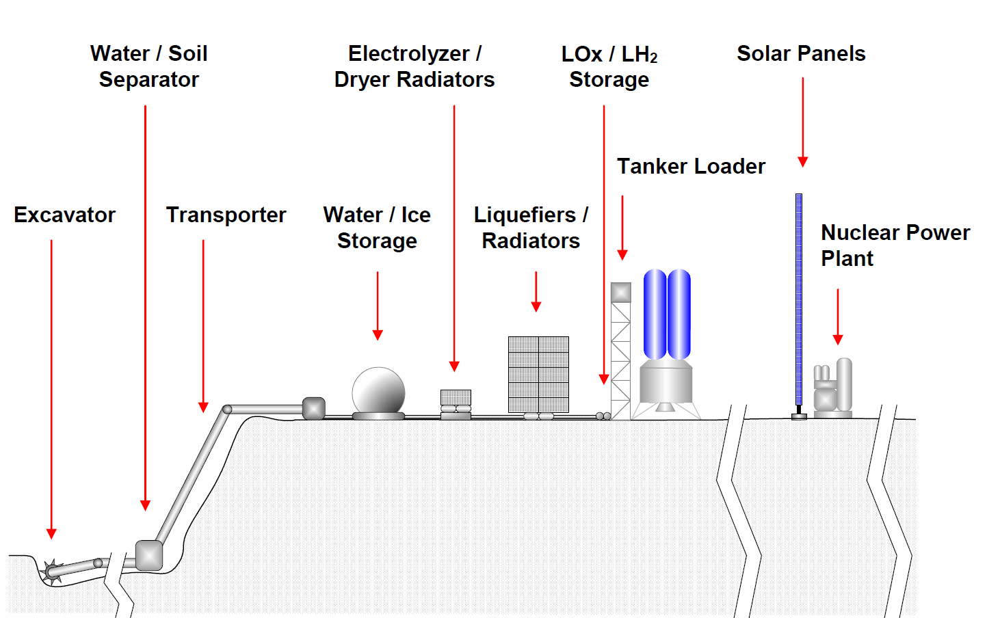 Water / Soil
Separator
Electrolyzer /
Dryer Radiators
LOx / LH₂
Storage
Solar Panels
Tanker Loader
Excavator
Transporter
Water / Ice
Storage
Liquefiers /
Radiators
Nuclear Power
Plant